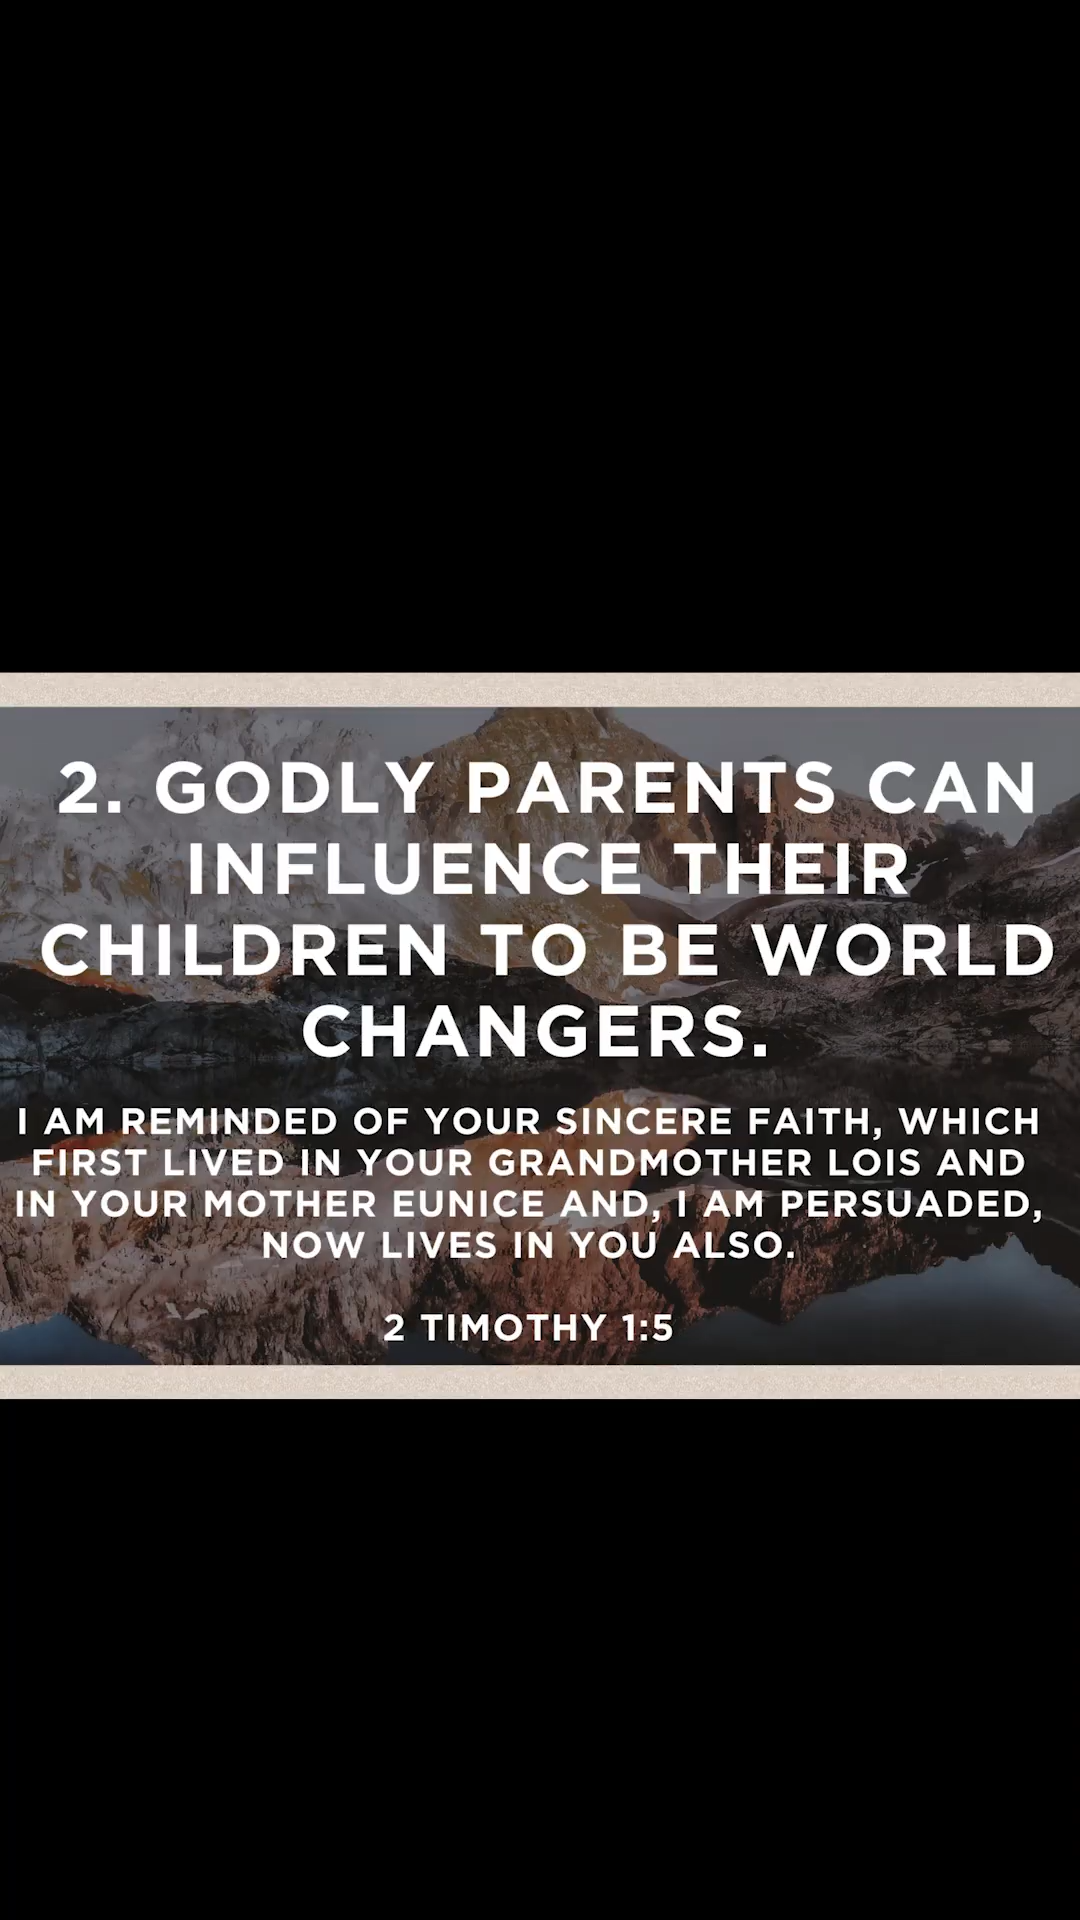 2. GODLY PARENTS CAN
INFLUENCE THEIR
CHILDREN TO BE WORLD
CHANGERS.
I AM REMINDED OF YOUR SINCERE FAITH, WHICH
FIRST LIVED IN YOUR GRANDMOTHER LOIS AND
IN YOUR MOTHER EUNICE AND, I AM PERSUADED,
NOW LIVES IN YOU ALSO.
2 TIMOTHY 1:5